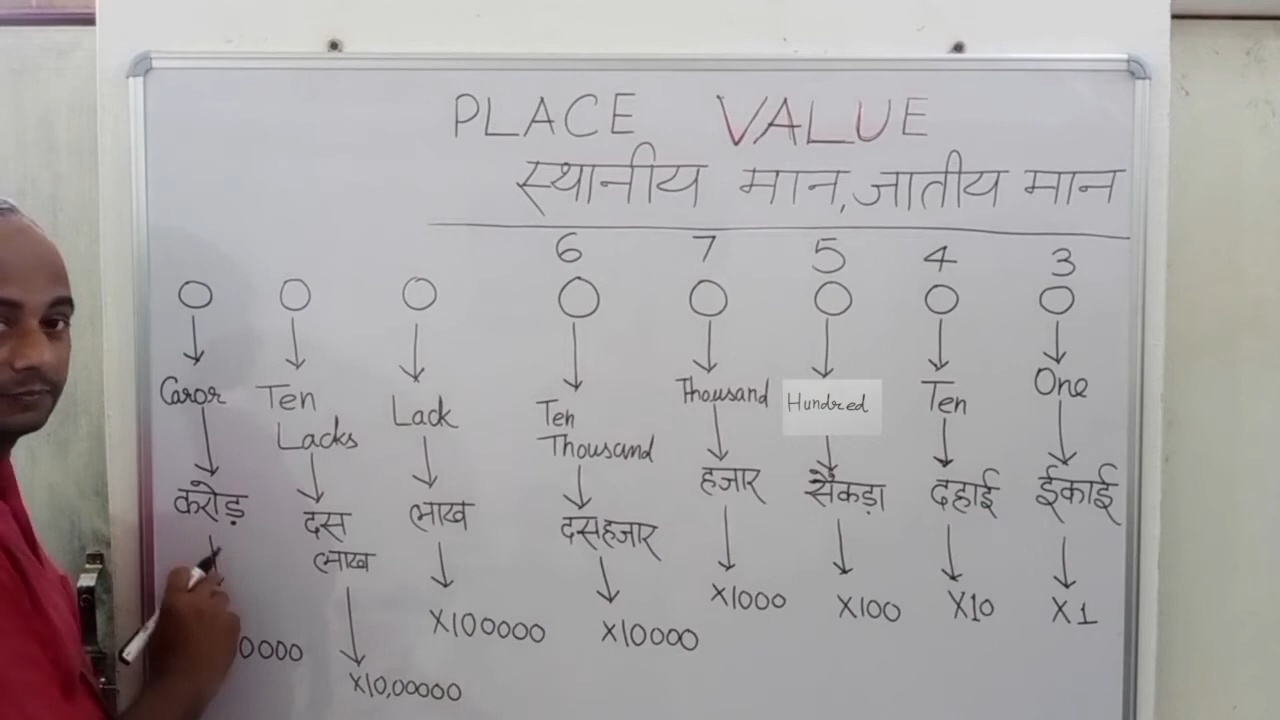 PLACE VALUE
स्थानीय मान, जातीय मान
6 7 5 4 3
Caror Ten Lacks Lack Ten Thousand Thousand Hundred Ten One
करोड़ दस लाख लाख दसहजार हजार सैकड़ा दहाई ईकाई
0000 X10,00000 X100000 X10000 X1000 X100 X10 X1